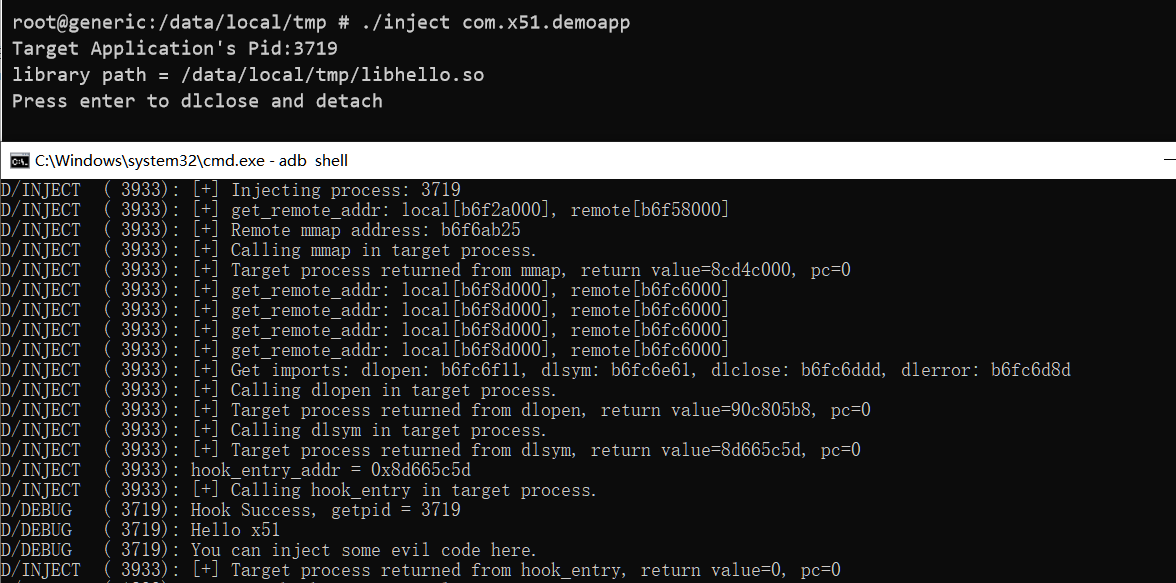 root@generic:/data/local/tmp # ./inject com.x51.demoapp
Target Application's Pid:3719
library path = /data/local/tmp/libhello.so
Press enter to dlclose and detach
C:\Windows\system32\cmd.exe - adb  shell
D/INJECT  ( 3933): [+] Injecting process: 3719
D/INJECT  ( 3933): [+] get_remote_addr: local[b6f2a000], remote[b6f58000]
D/INJECT  ( 3933): [+] Remote mmap address: b6f6ab25
D/INJECT  ( 3933): [+] Calling mmap in target process.
D/INJECT  ( 3933): [+] Target process returned from mmap, return value=8cd4c000, pc=0
D/INJECT  ( 3933): [+] get_remote_addr: local[b6f8d000], remote[b6fc6000]
D/INJECT  ( 3933): [+] get_remote_addr: local[b6f8d000], remote[b6fc6000]
D/INJECT  ( 3933): [+] get_remote_addr: local[b6f8d000], remote[b6fc6000]
D/INJECT  ( 3933): [+] get_remote_addr: local[b6f8d000], remote[b6fc6000]
D/INJECT  ( 3933): [+] Get imports: dlopen: b6fc6f11, dlsym: b6fc6e61, dlclose: b6fc6ddd, dlerror: b6fc6d8d
D/INJECT  ( 3933): [+] Calling dlopen in target process.
D/INJECT  ( 3933): [+] Target process returned from dlopen, return value=90c805b8, pc=0
D/INJECT  ( 3933): [+] Calling dlsym in target process.
D/INJECT  ( 3933): [+] Target process returned from dlsym, return value=8d665c5d, pc=0
D/INJECT  ( 3933): hook_entry_addr = 0x8d665c5d
D/INJECT  ( 3933): [+] Calling hook_entry in target process.
D/DEBUG   ( 3719): Hook Success, getpid = 3719
D/DEBUG   ( 3719): Hello x51
D/DEBUG   ( 3719): You can inject some evil code here.
D/INJECT  ( 3933): [+] Target process returned from hook_entry, return value=0, pc=0